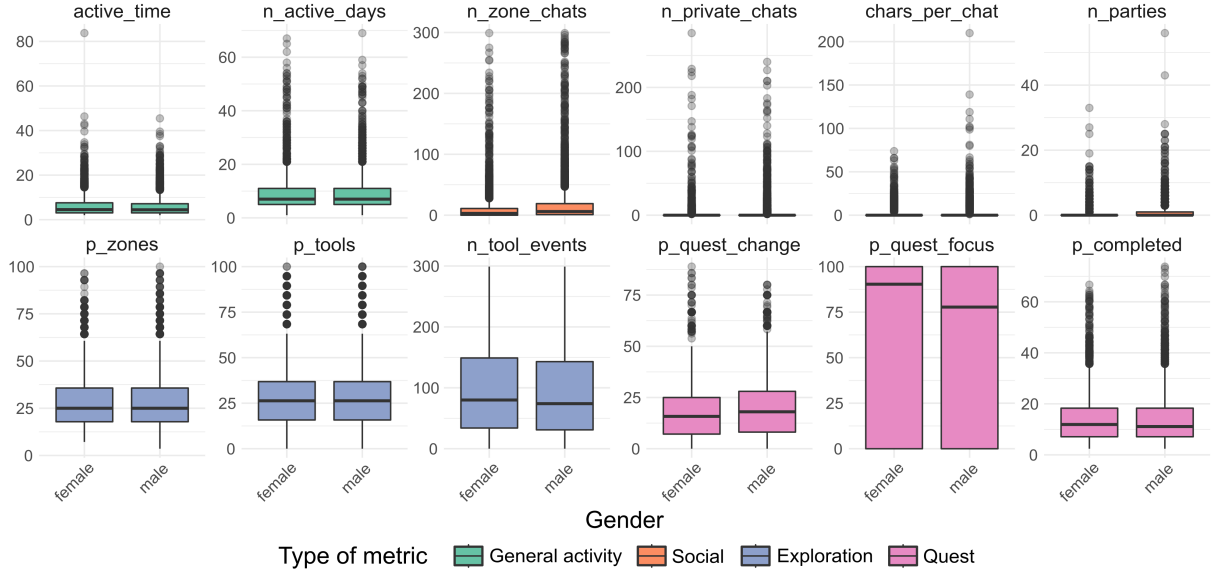 active_time n_active_days n_zone_chats n_private_chats chars_per_chat n_parties
80 60 40 20 0
60 40 20 0
300 200 100 0
200 100 0
200 150 100 50 0
40 20 0
p_zones p_tools n_tool_events p_quest_change p_quest_focus p_completed
100 75 50 25 0
100 75 50 25 0
300 200 100 0
75 50 25 0
100 75 50 25 0
60 40 20 0
female male female male female male female male female male female male
Gender
Type of metric General activity Social Exploration Quest